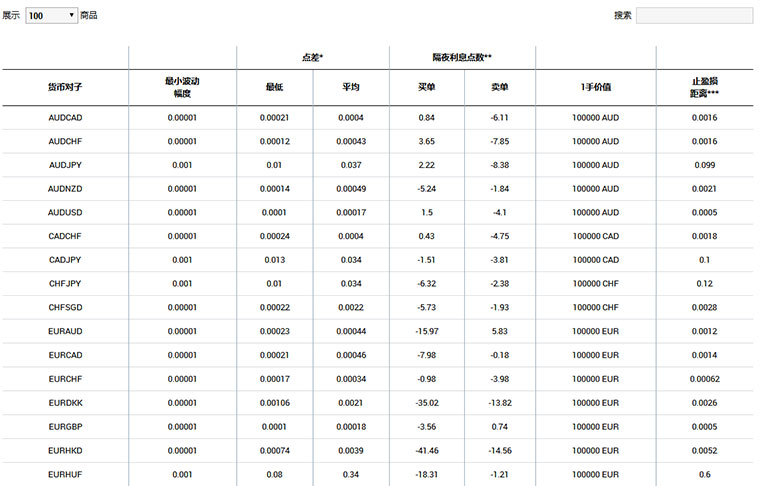 展示 100 商品 搜索
点差* 隔夜利息点数**
货币对子 最小波动幅度 最低 平均 买单 卖单 1手价值 止盈损距离***
AUDCAD 0.00001 0.00021 0.0004 0.84 -6.11 100000 AUD 0.0016
AUDCHF 0.00001 0.00012 0.00043 3.65 -7.85 100000 AUD 0.0016
AUDJPY 0.001 0.01 0.037 2.22 -8.38 100000 AUD 0.099
AUDNZD 0.00001 0.00014 0.00049 -5.24 -1.84 100000 AUD 0.0021
AUDUSD 0.00001 0.0001 0.00017 1.5 -4.1 100000 AUD 0.0005
CADCHF 0.00001 0.00024 0.0004 0.43 -4.75 100000 CAD 0.0018
CADJPY 0.001 0.013 0.034 -1.51 -3.81 100000 CAD 0.1
CHFJPY 0.001 0.01 0.034 -6.32 -2.38 100000 CHF 0.12
CHFSGD 0.00001 0.00022 0.0022 -5.73 -1.93 100000 CHF 0.0028
EURAUD 0.00001 0.00023 0.00044 -15.97 5.83 100000 EUR 0.0012
EURCAD 0.00001 0.00021 0.00046 -7.98 -0.18 100000 EUR 0.0014
EURCHF 0.00001 0.00017 0.00034 -0.98 -3.98 100000 EUR 0.00062
EURDKK 0.00001 0.00106 0.0021 -35.02 -13.82 100000 EUR 0.0026
EURGBP 0.00001 0.0001 0.00018 -3.56 0.74 100000 EUR 0.0005
EURHKD 0.00001 0.00074 0.0039 -41.46 -14.56 100000 EUR 0.0052
EURHUF 0.001 0.08 0.34 -18.31 -1.21 100000 EUR 0.6